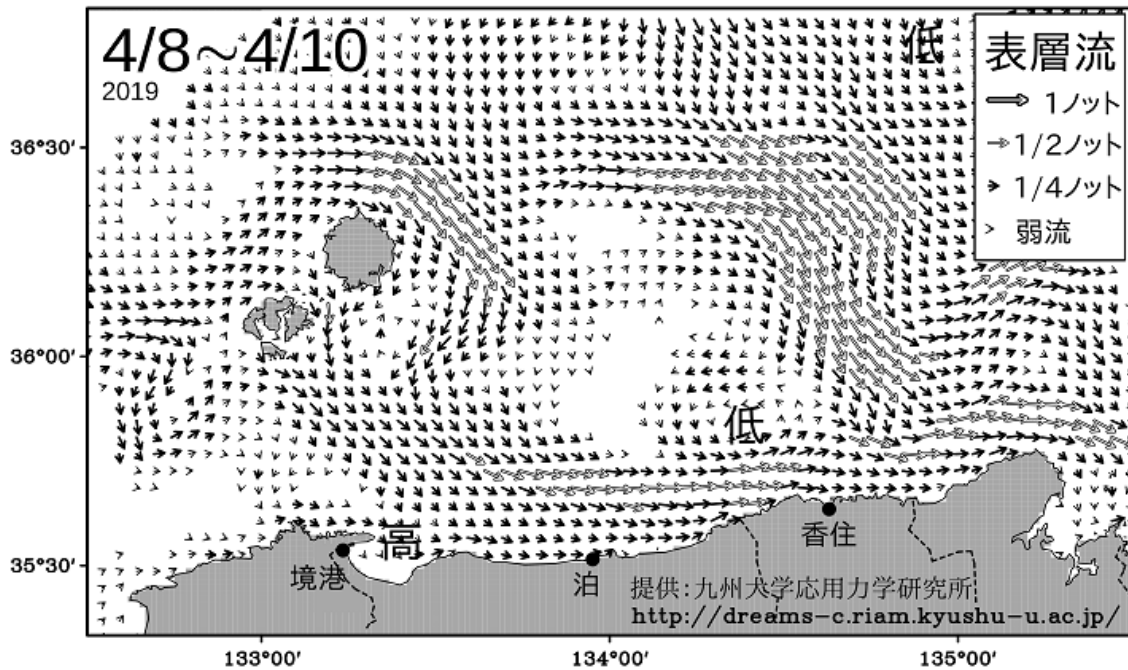 4/8~4/10
2019
低
表層流
1ノット
1/2ノット
1/4ノット
弱流
36°30′
36°00′
35°30′
低
高
境港
泊
香住
提供:九州大学応用力学研究所
http://dreams-c.riam.kyushu-u.ac.jp/
133°00′
134°00′
135°00′